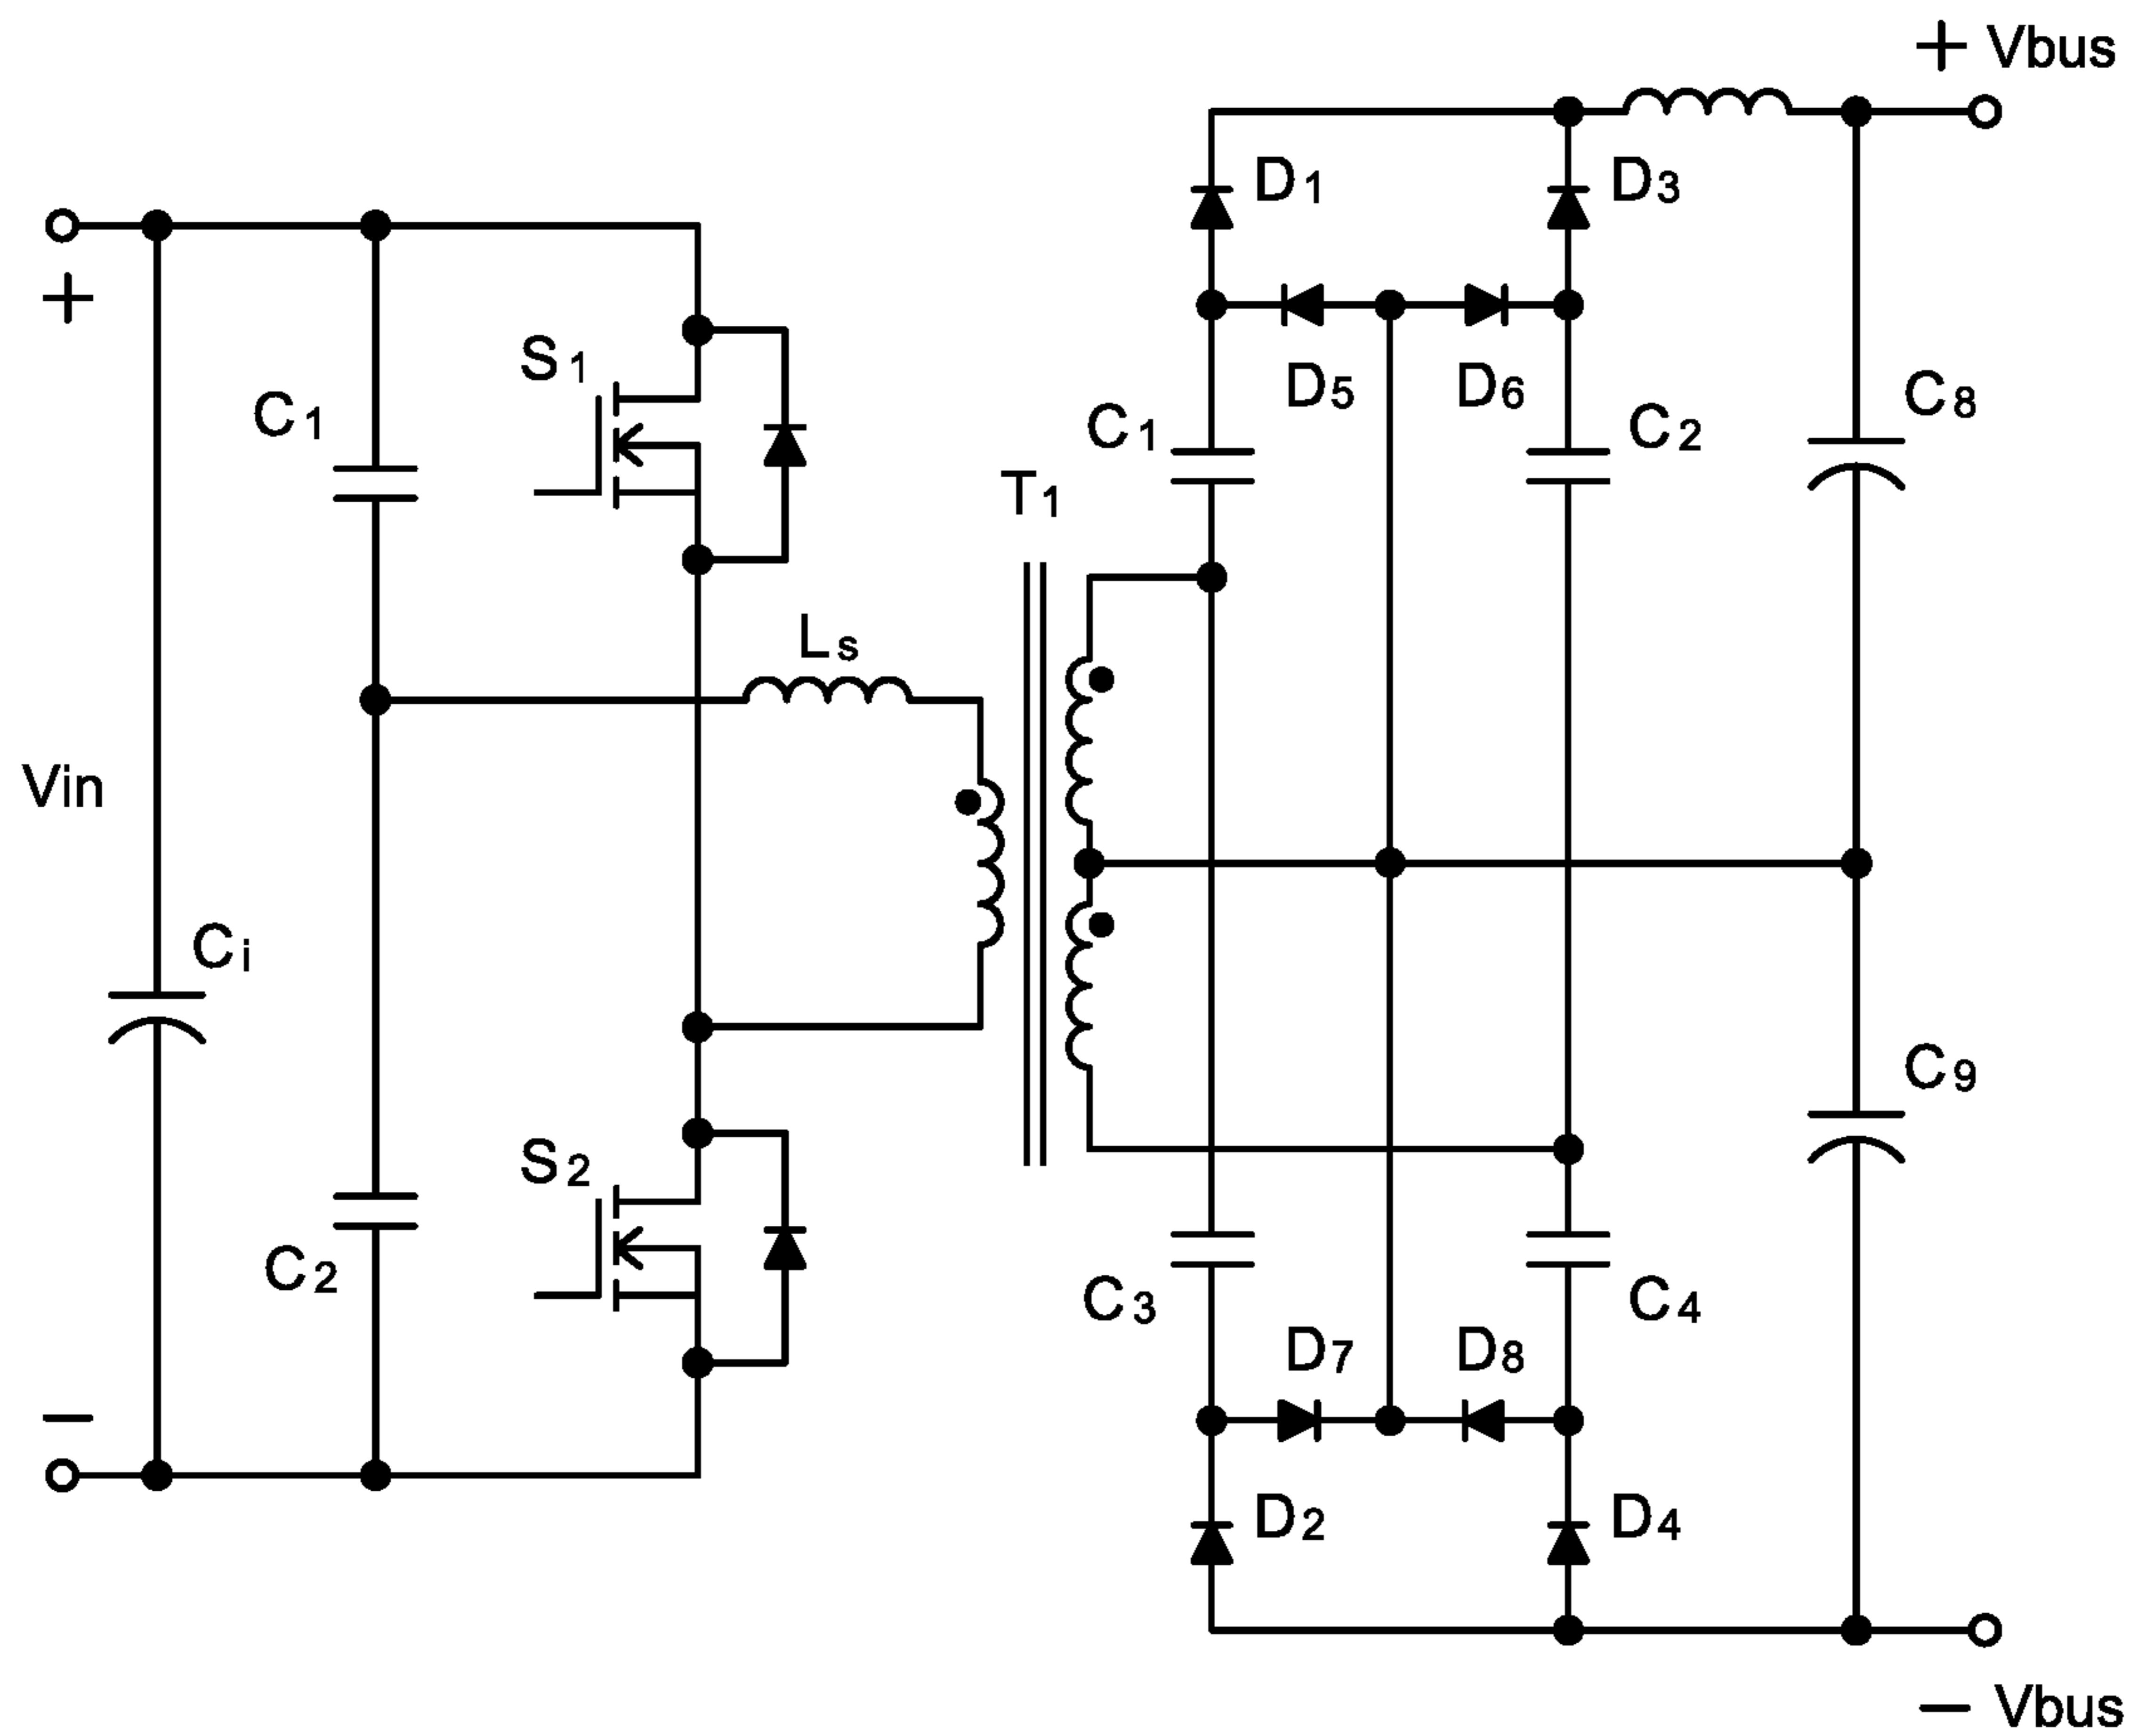 + Vbus
D1
D3
+
S1
D5
D6
C1
C1
C2
C8
T1
Ls
Vin
Ci
C9
S2
C2
C3
C4
D7
D8
−
D2
D4
− Vbus